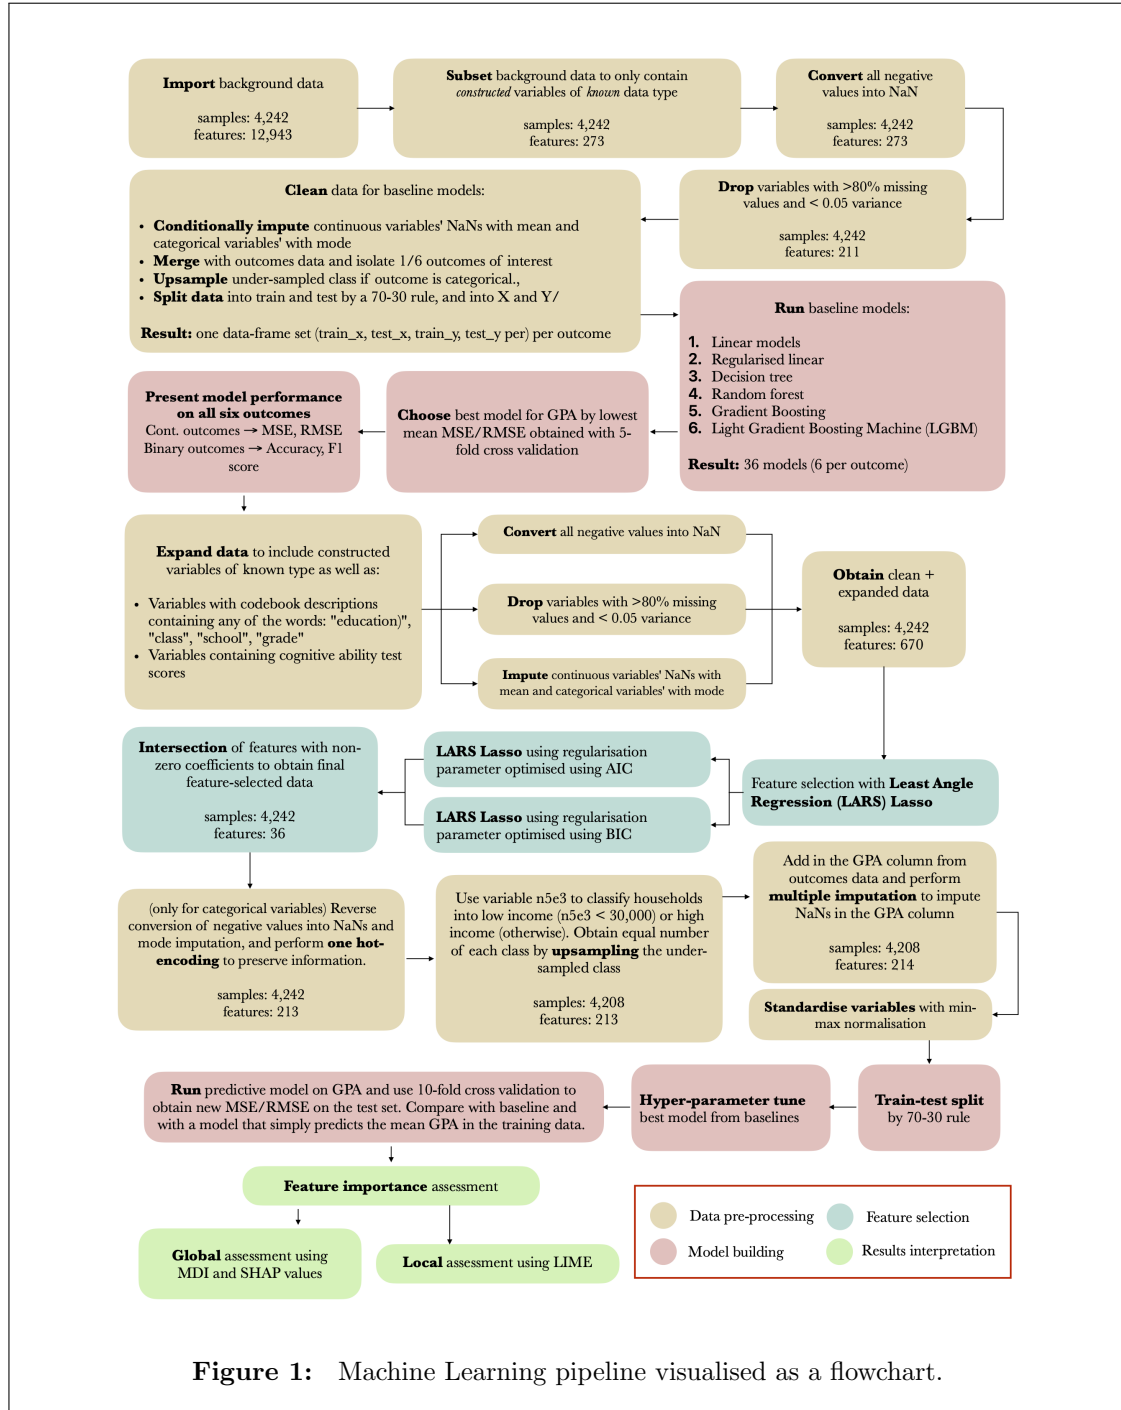 Import background data
samples: 4,242
features: 12,943
Subset background data to only contain
constructed variables of known data type
samples: 4,242
features: 273
Convert all negative
values into NaN
samples: 4,242
features: 273
Drop variables with >80% missing
values and < 0.05 variance
samples: 4,242
features: 211
Clean data for baseline models:
• Conditionally impute continuous variables' NaNs with mean and
categorical variables' with mode
• Merge with outcomes data and isolate 1/6 outcomes of interest
• Upsample under-sampled class if outcome is categorical.,
• Split data into train and test by a 70-30 rule, and into X and Y/
Result: one data-frame set (train_x, test_x, train_y, test_y per) per outcome
Run baseline models:
1. Linear models
2. Regularised linear
3. Decision tree
4. Random forest
5. Gradient Boosting
6. Light Gradient Boosting Machine (LGBM)
Result: 36 models (6 per outcome)
Choose best model for GPA by lowest
mean MSE/RMSE obtained with 5-
fold cross validation
Present model performance
on all six outcomes
Cont. outcomes → MSE, RMSE
Binary outcomes → Accuracy, F1
score
Expand data to include constructed
variables of known type as well as:
• Variables with codebook descriptions
containing any of the words: "education)",
"class", "school", "grade"
• Variables containing cognitive ability test
scores
Convert all negative values into NaN
Drop variables with >80% missing
values and < 0.05 variance
Impute continuous variables' NaNs with
mean and categorical variables' with mode
Obtain clean +
expanded data
samples: 4,242
features: 670
Feature selection with Least Angle
Regression (LARS) Lasso
LARS Lasso using regularisation
parameter optimised using AIC
LARS Lasso using regularisation
parameter optimised using BIC
Intersection of features with non-
zero coefficients to obtain final
feature-selected data
samples: 4,242
features: 36
(only for categorical variables) Reverse
conversion of negative values into NaNs and
mode imputation, and perform one hot-
encoding to preserve information.
samples: 4,242
features: 213
Use variable n5e3 to classify households
into low income (n5e3 < 30,000) or high
income (otherwise). Obtain equal number
of each class by upsampling the under-
sampled class
samples: 4,208
features: 213
Add in the GPA column from
outcomes data and perform
multiple imputation to impute
NaNs in the GPA column
samples: 4,208
features: 214
Standardise variables with min-
max normalisation
Train-test split
by 70-30 rule
Hyper-parameter tune
best model from baselines
Run predictive model on GPA and use 10-fold cross validation to
obtain new MSE/RMSE on the test set. Compare with baseline and
with a model that simply predicts the mean GPA in the training data.
Feature importance assessment
Global assessment using
MDI and SHAP values
Local assessment using LIME
Data pre-processing
Feature selection
Model building
Results interpretation
Figure 1: Machine Learning pipeline visualised as a flowchart.